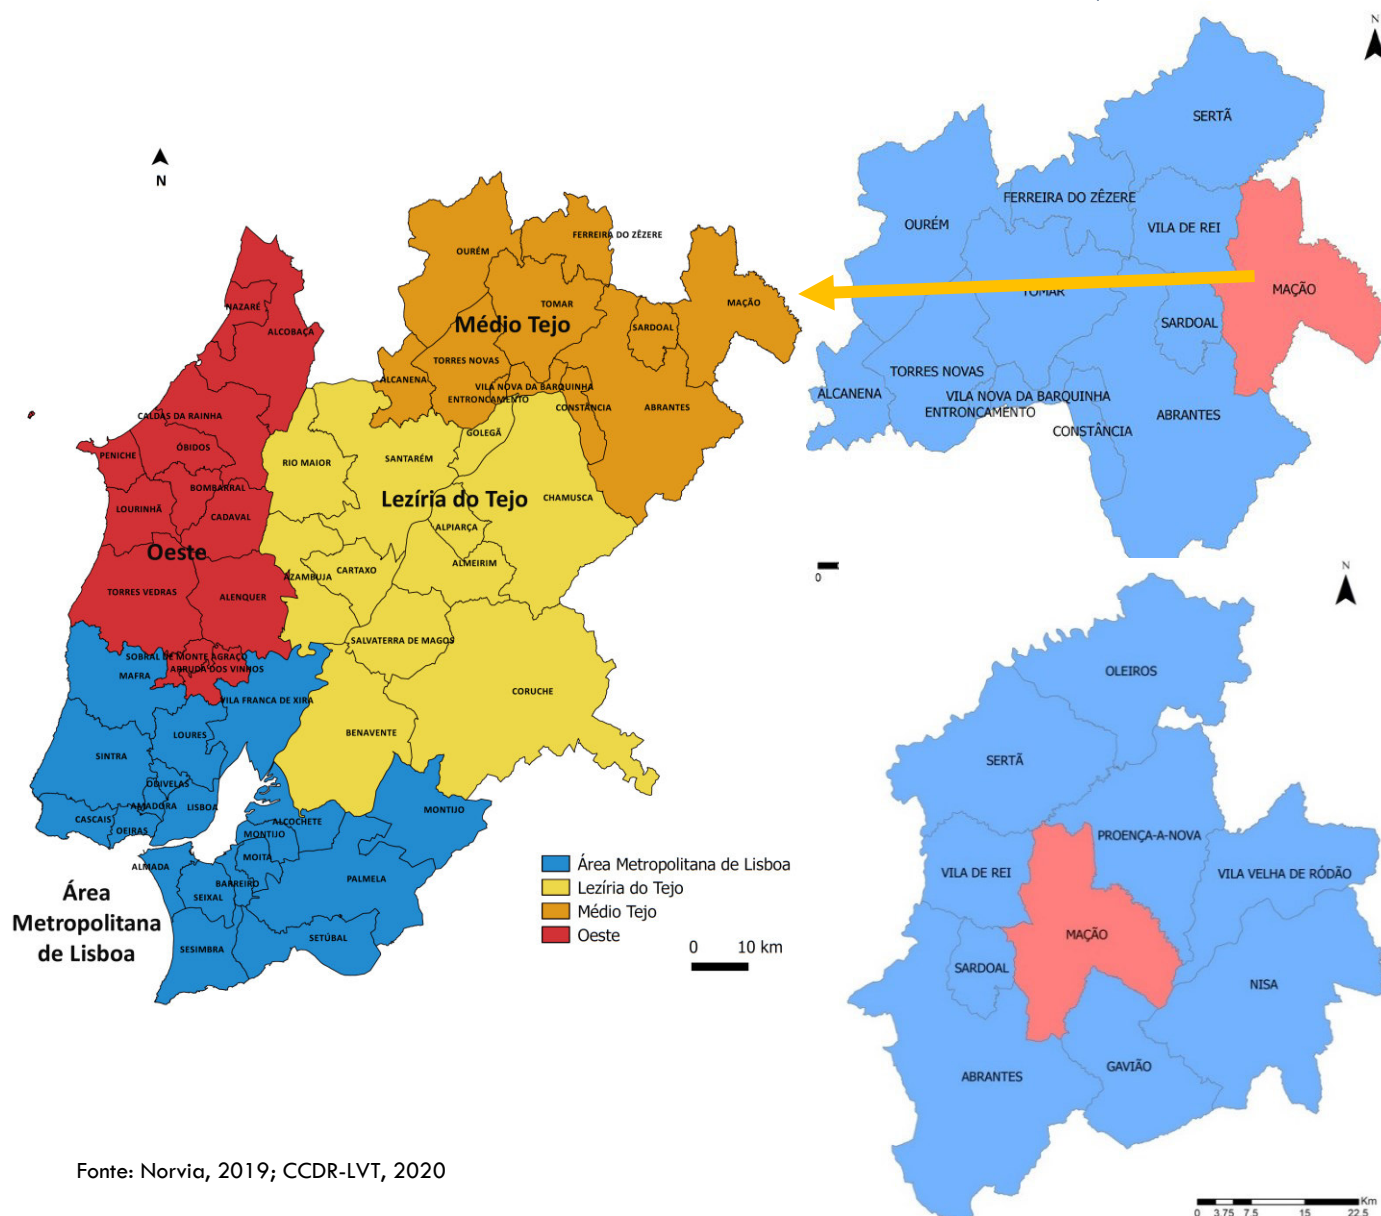 N
FERREIRA DO ZÊZERE
OURÉM
TOMAR
MAÇÃO
Médio Tejo
SARDOAL
TORRES NOVAS
ALCANENA
VILA NOVA DA BARQUINHA
ENTRONCAMENTO
CONSTÂNCIA
ABRANTES
NAZARÉ
ALCOBAÇA
CALDAS DA RAINHA
ÓBIDOS
PENICHE
BOMBARRAL
LOURINHÃ
CADAVAL
Oeste
TORRES VEDRAS
ALENQUER
SOBRAL DE MONTE AGRAÇO
ARRUDA DOS VINHOS
GOLEGÃ
RIO MAIOR
SANTARÉM
Lezíria do Tejo
CHAMUSCA
ALPIARÇA
ALMEIRIM
CARTAXO
AZAMBUJA
SALVATERRA DE MAGOS
CORUCHE
BENAVENTE
MAFRA
VILA FRANCA DE XIRA
LOURES
SINTRA
ODIVELAS
AMADORA
LISBOA
CASCAIS
OEIRAS
MONTIJO
ALCOCHETE
MONTIJO
MOITA
ALMADA
BARREIRO
SEIXAL
PALMELA
SETÚBAL
SESIMBRA
Área
Metropolitana
de Lisboa
Área Metropolitana de Lisboa
Lezíria do Tejo
Médio Tejo
Oeste
0 10 km
N
SERTÃ
FERREIRA DO ZÊZERE
OURÉM
VILA DE REI
MAÇÃO
TOMAR
SARDOAL
TORRES NOVAS
ALCANENA
VILA NOVA DA BARQUINHA
ENTRONCAMENTO
ABRANTES
CONSTÂNCIA
0
N
OLEIROS
SERTÃ
PROENÇA-A-NOVA
VILA DE REI
VILA VELHA DE RÓDÃO
MAÇÃO
SARDOAL
NISA
GAVIÃO
ABRANTES
Km
0 3.75 7.5 15 22.5
Fonte: Norvia, 2019; CCDR-LVT, 2020